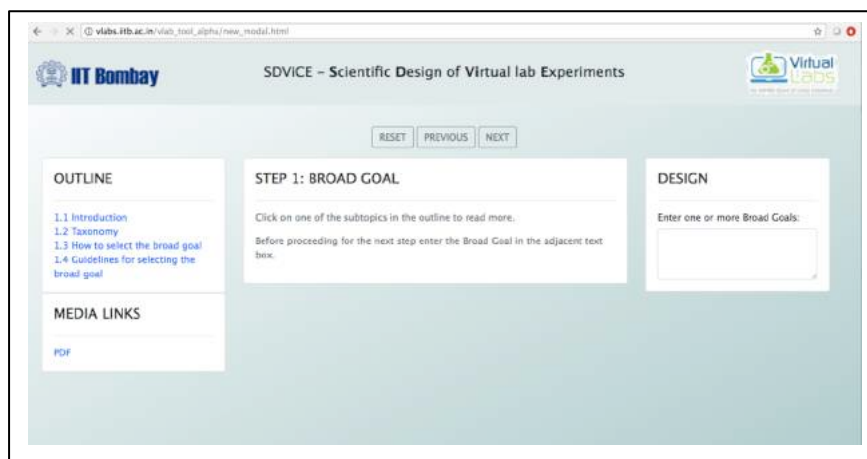 vlabs.iitb.ac.in/vlab_tool_alpha/new_modal.html
IIT Bombay
SDVICE – Scientific Design of Virtual lab Experiments
Virtual
Labs
RESET PREVIOUS NEXT
OUTLINE
1.1 Introduction
1.2 Taxonomy
1.3 How to select the broad goal
1.4 Guidelines for selecting the
broad goal
MEDIA LINKS
PDF
STEP 1: BROAD GOAL
Click on one of the subtopics in the outline to read more.
Before proceeding for the next step enter the Broad Goal in the adjacent text
box.
DESIGN
Enter one or more Broad Goals: